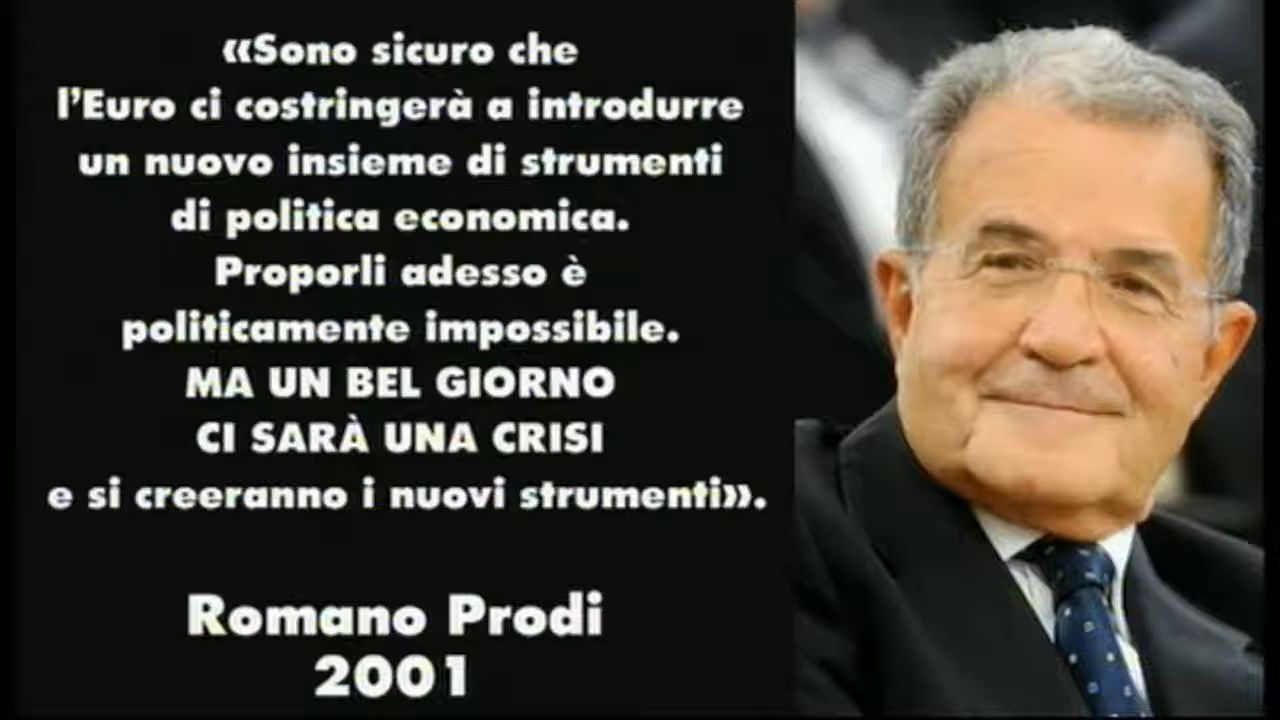 «Sono sicuro che
l'Euro ci costringerà a introdurre
un nuovo insieme di strumenti
di politica economica.
Proporli adesso è
politicamente impossibile.
MA UN BEL GIORNO
CI SARÀ UNA CRISI
e si creeranno i nuovi strumenti».
Romano Prodi
2001